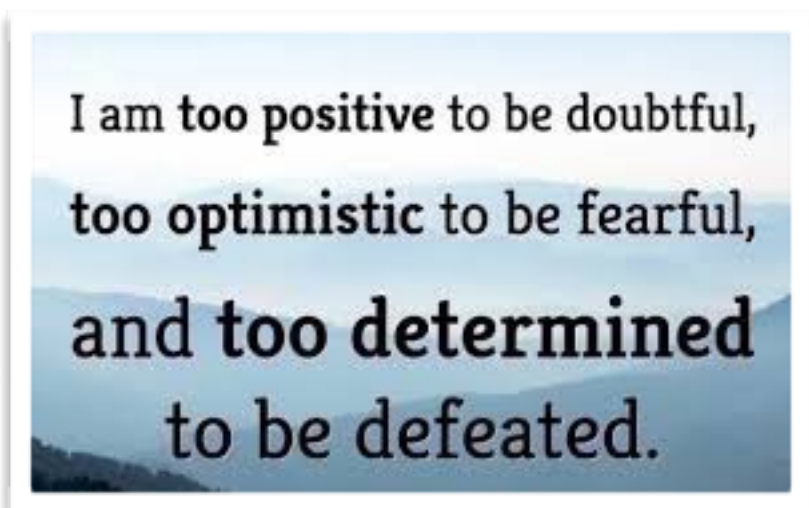 I am too positive to be doubtful,
too optimistic to be fearful,
and too determined
to be defeated.